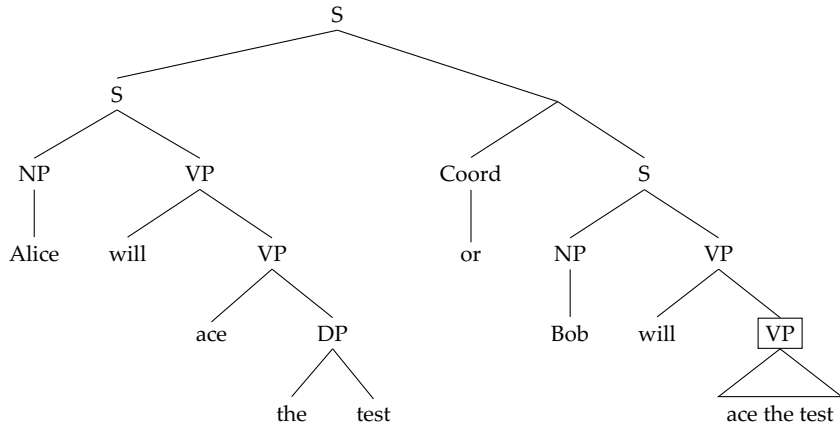 S
S
NP VP Coord S
Alice will VP or NP VP
ace DP Bob will VP
the test ace the test